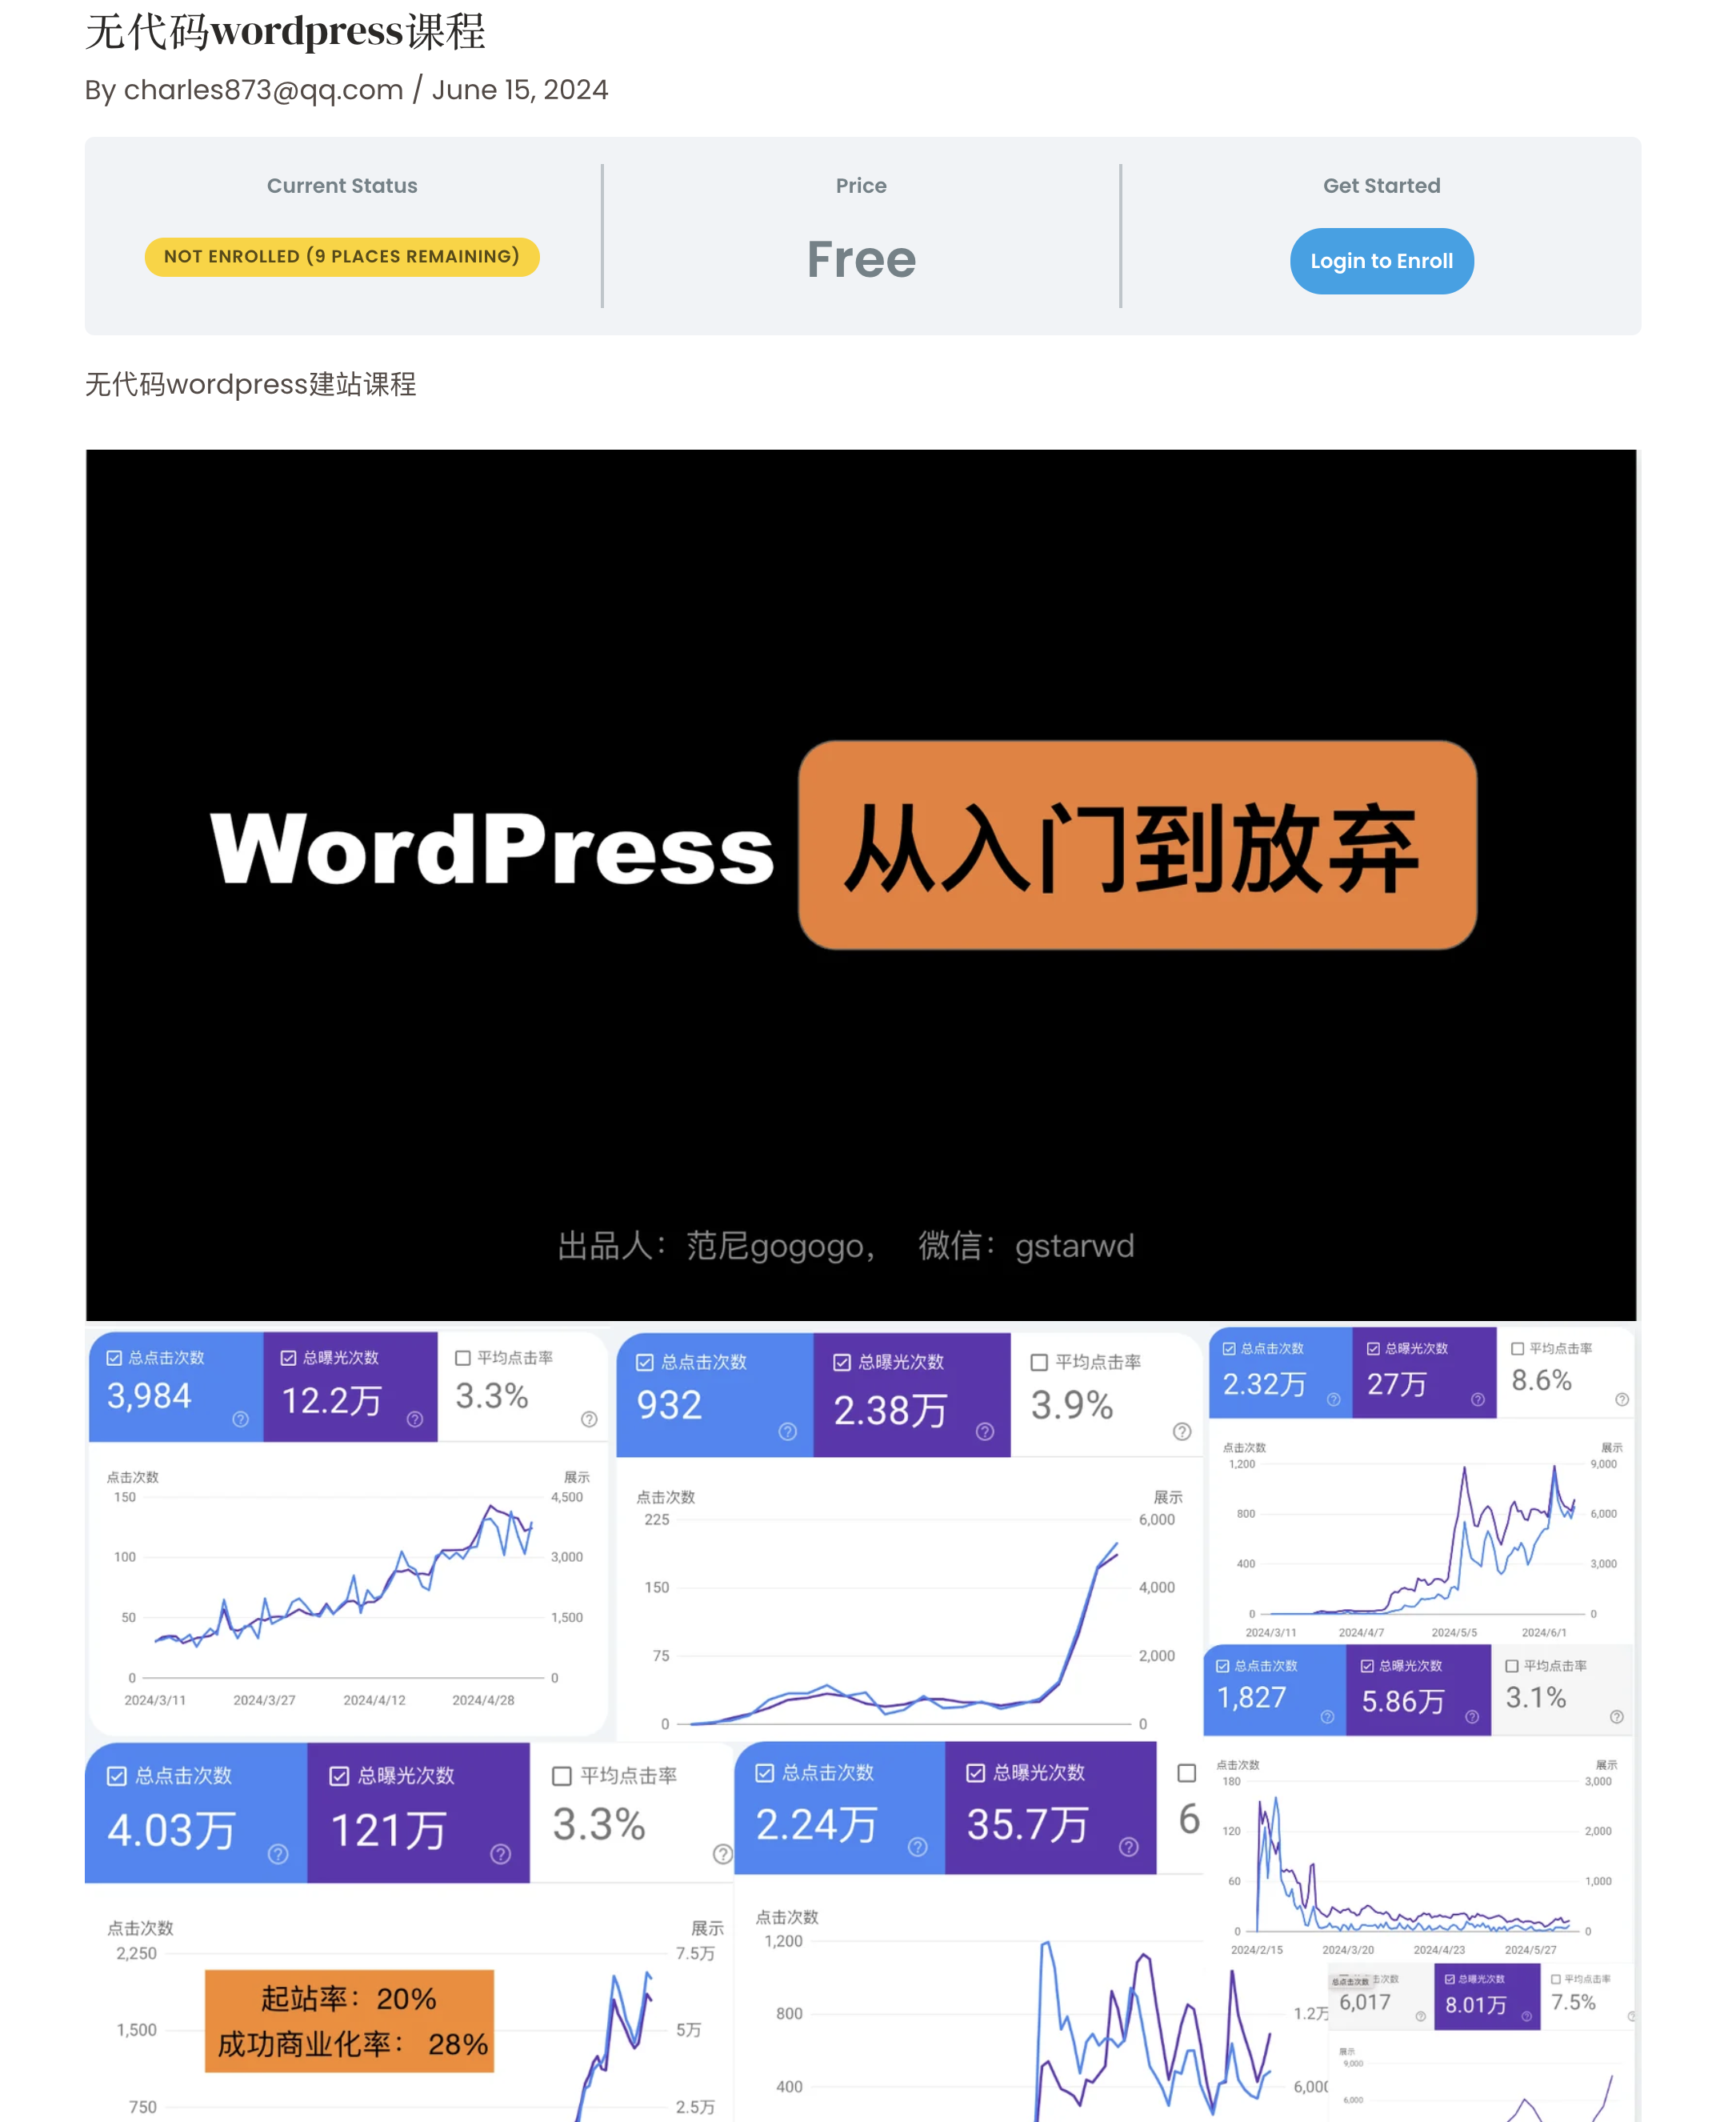 无代码wordpress课程
By charles873@qq.com / June 15, 2024
Current Status
NOT ENROLLED (9 PLACES REMAINING)
Price
Free
Get Started
Login to Enroll
无代码wordpress建站课程
WordPress 从入门到放弃
出品人：范尼gogogo， 微信：gstarwd
总点击次数 总曝光次数 平均点击率
3,984 12.2万 3.3%
点击次数 展示
150 4,500
100 3,000
50 1,500
0 0
2024/3/11 2024/3/27 2024/4/12 2024/4/28
总点击次数 总曝光次数 平均点击率
932 2.38万 3.9%
点击次数 展示
225 6,000
150 4,000
75 2,000
0 0
总点击次数 总曝光次数 平均点击率
2.32万 27万 8.6%
点击次数 展示
1,200 9,000
800 6,000
400 3,000
0 0
2024/3/11 2024/4/7 2024/5/5 2024/6/1
总点击次数 总曝光次数 平均点击率
1,827 5.86万 3.1%
点击次数 展示
180 3,000
120 2,000
60 1,000
0 0
2024/2/15 2024/3/20 2024/4/23 2024/5/27
总点击次数 总曝光次数 平均点击率
4.03万 121万 3.3%
点击次数 展示
2,250 7.5万
1,500 5万
750 2.5万
起站率：20%
成功商业化率： 28%
总点击次数 总曝光次数
2.24万 35.7万 6
点击次数
1,200
800 1.2万
400 6,000
总点击次数 击次数 总曝光次数 平均点击率
6,017 8.01万 7.5%
展示
9,000
6,000